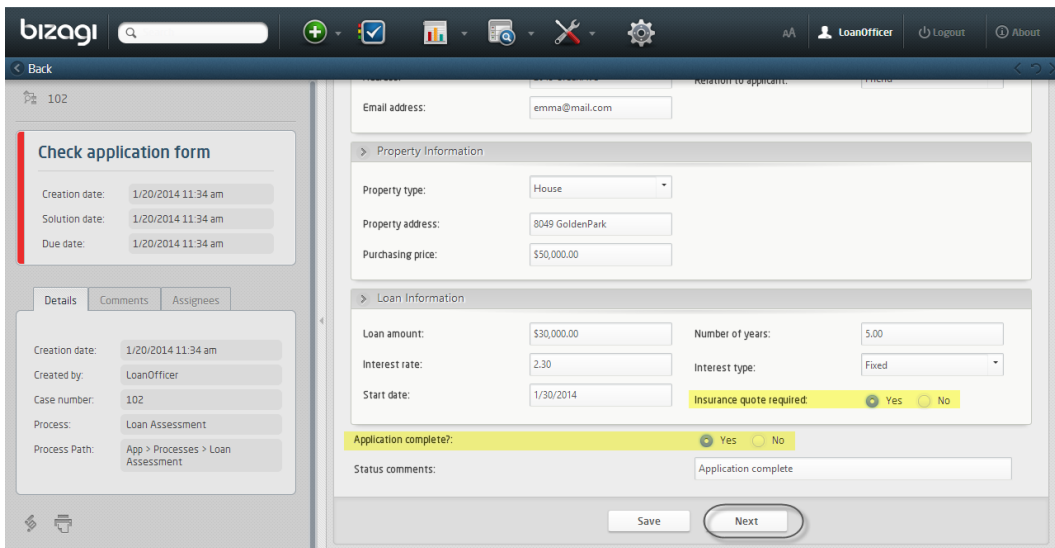 bizagi
AA
LoanOfficer
Logout
About
Back
102
Relation to applicant:
Email address:
emma@mail.com
Check application form
Creation date:
1/20/2014 11:34 am
Solution date:
1/20/2014 11:34 am
Due date:
1/20/2014 11:34 am
Details
Comments
Assignees
Creation date:
1/20/2014 11:34 am
Created by:
LoanOfficer
Case number:
102
Process:
Loan Assessment
Process Path:
App > Processes > Loan
Assessment
> Property Information
Property type:
House
Property address:
8049 GoldenPark
Purchasing price:
$50,000.00
> Loan Information
Loan amount:
$30,000.00
Number of years:
5.00
Interest rate:
2.30
Interest type:
Fixed
Start date:
1/30/2014
Insurance quote required:
Yes
No
Application complete?:
Yes
No
Status comments:
Application complete
Save
Next